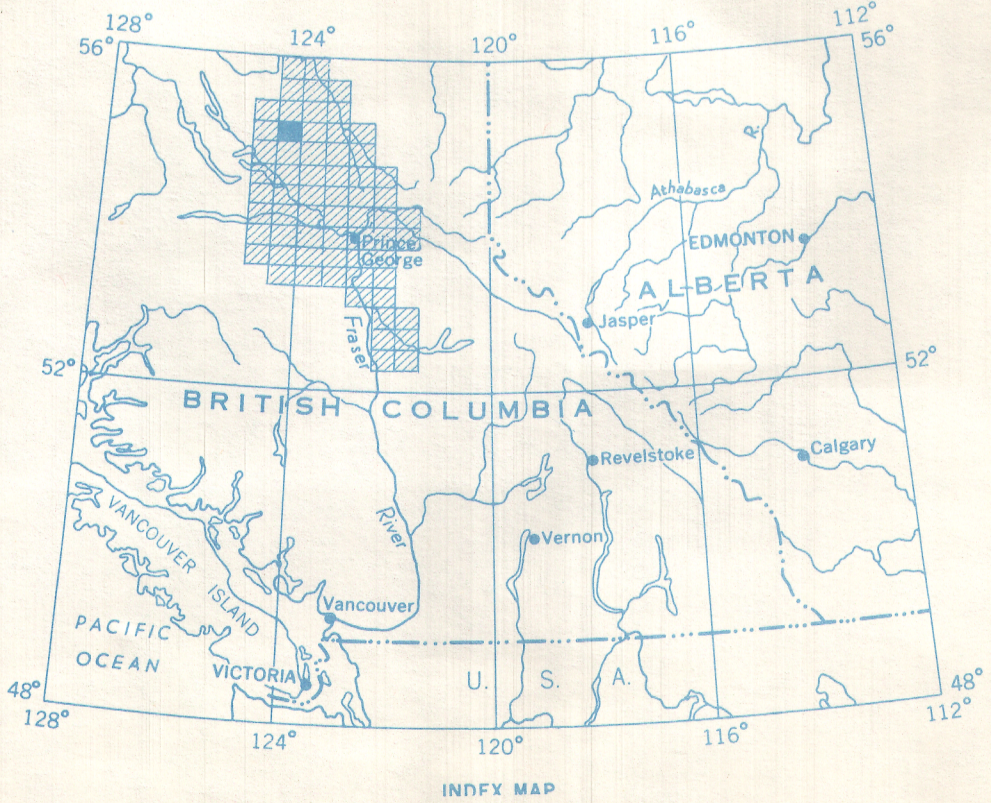 128°
124°
120°
116°
112°
56°
56°
R.
Athabasca
Prince
George
EDMONTON
ALBERTA
Fraser
Jasper
52°
52°
BRITISH COLUMBIA
Revelstoke
Calgary
VANCOUVER ISLAND
River
Vernon
Vancouver
PACIFIC
OCEAN
VICTORIA
U. S. A.
48°
48°
128°
124°
120°
116°
112°
INDEX MAP